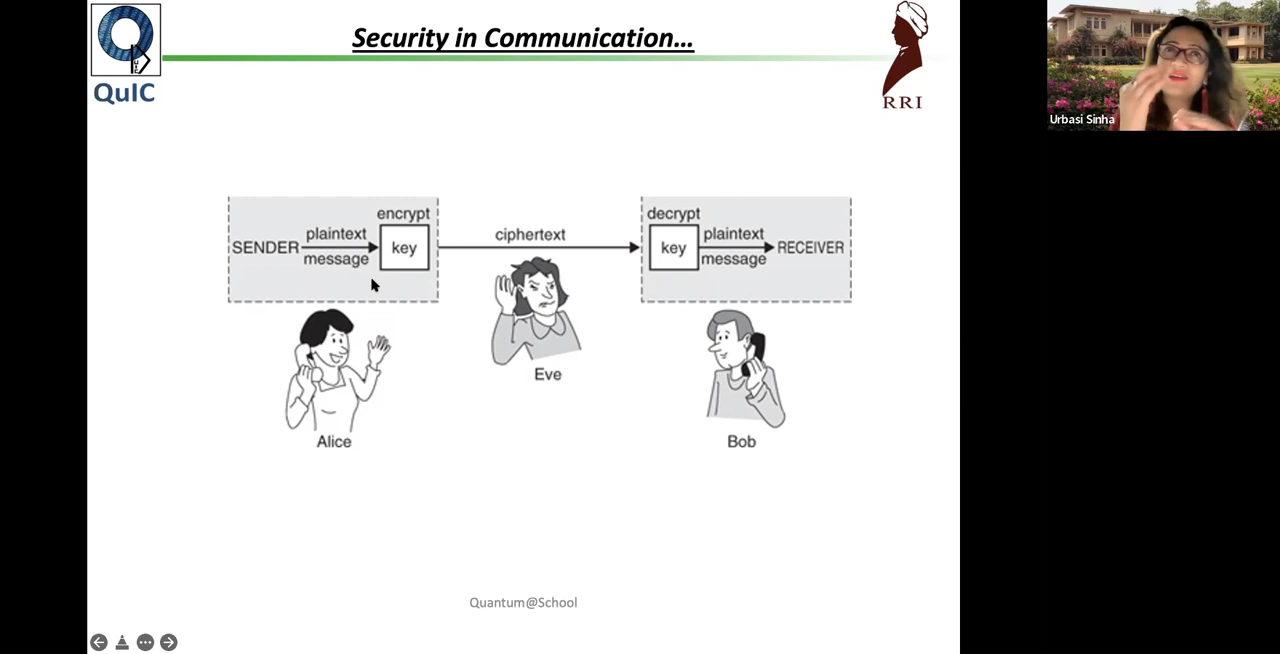 Security in Communication...
QuIC
RRI
Urbasi Sinha
encrypt
decrypt
plaintext
SENDER
message
key
ciphertext
key
plaintext
message
RECEIVER
Eve
Alice
Bob
Quantum@School